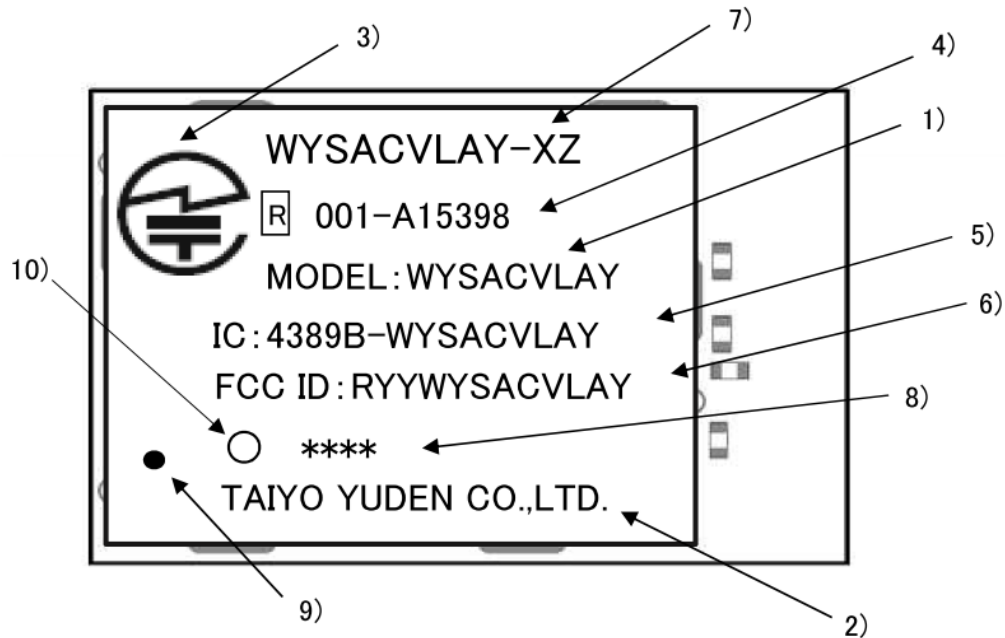 3)
7)
4)
1)
5)
6)
10)
8)
9)
2)
WYSACVLAY-XZ
R 001-A15398
MODEL:WYSACVLAY
IC:4389B-WYSACVLAY
FCC ID:RYYWYSACVLAY
****
TAIYO YUDEN CO.,LTD.